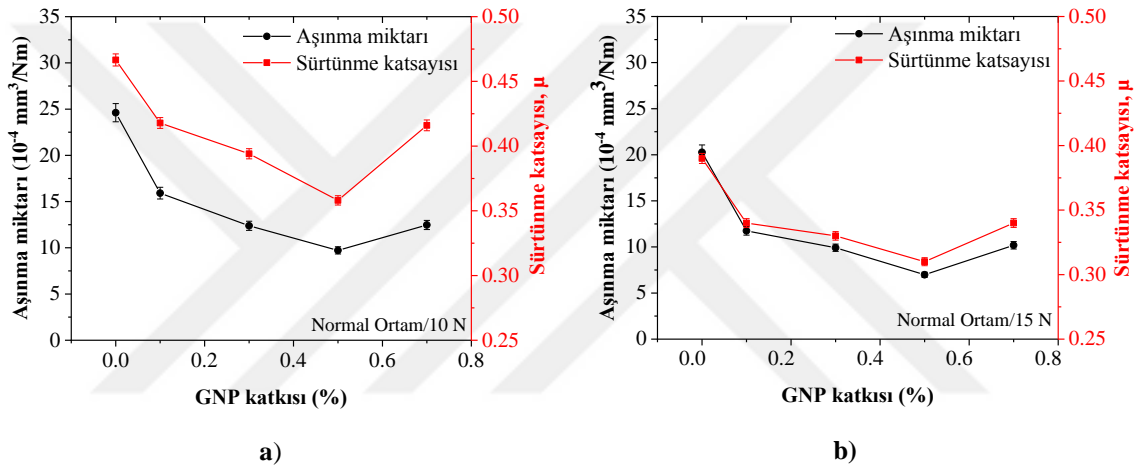 Aşınma miktarı
Sürtünme katsayısı
Aşınma miktarı (10⁻⁴ mm³/Nm)
35
30
25
20
15
10
5
0
0.50
0.45
0.40
0.35
0.30
0.25
Sürtünme katsayısı, μ
Normal Ortam/10 N
0.0 0.2 0.4 0.6 0.8
GNP katkısı (%)
a)
Aşınma miktarı
Sürtünme katsayısı
Aşınma miktarı (10⁻⁴ mm³/Nm)
35
30
25
20
15
10
5
0
0.50
0.45
0.40
0.35
0.30
0.25
Sürtünme katsayısı, μ
Normal Ortam/15 N
0.0 0.2 0.4 0.6 0.8
GNP katkısı (%)
b)